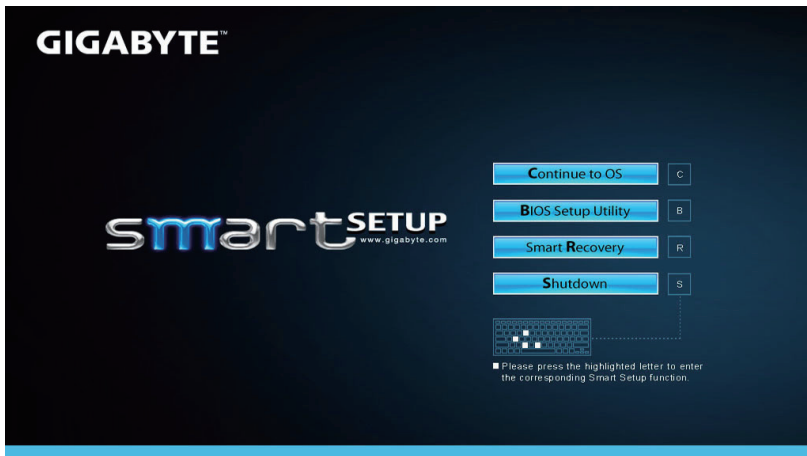 GIGABYTE™
smart SETUP
www.gigabyte.com
Continue to OS C
BIOS Setup Utility B
Smart Recovery R
Shutdown S
Please press the highlighted letter to enter
the corresponding Smart Setup function.